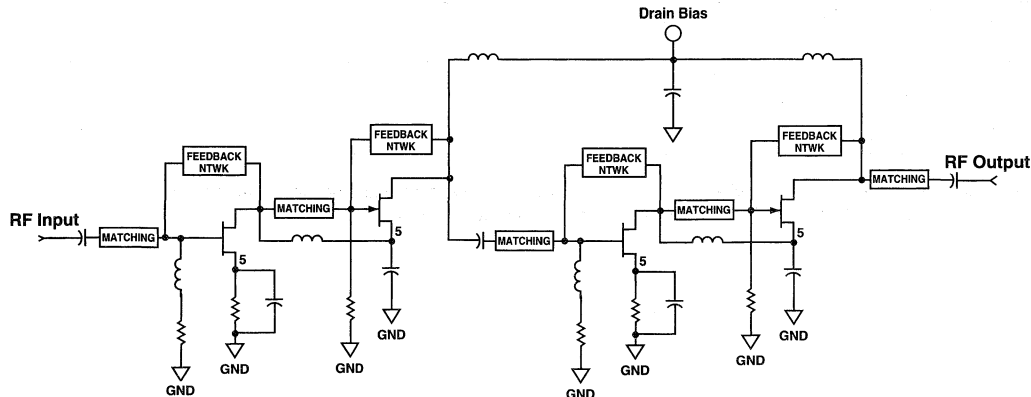 Drain Bias
FEEDBACK
NTWK
FEEDBACK
NTWK
FEEDBACK
NTWK
FEEDBACK
NTWK
RF Output
MATCHING
MATCHING
MATCHING
RF Input
MATCHING
MATCHING
5
5
5
5
GND
GND
GND
GND
GND
GND
GND
GND